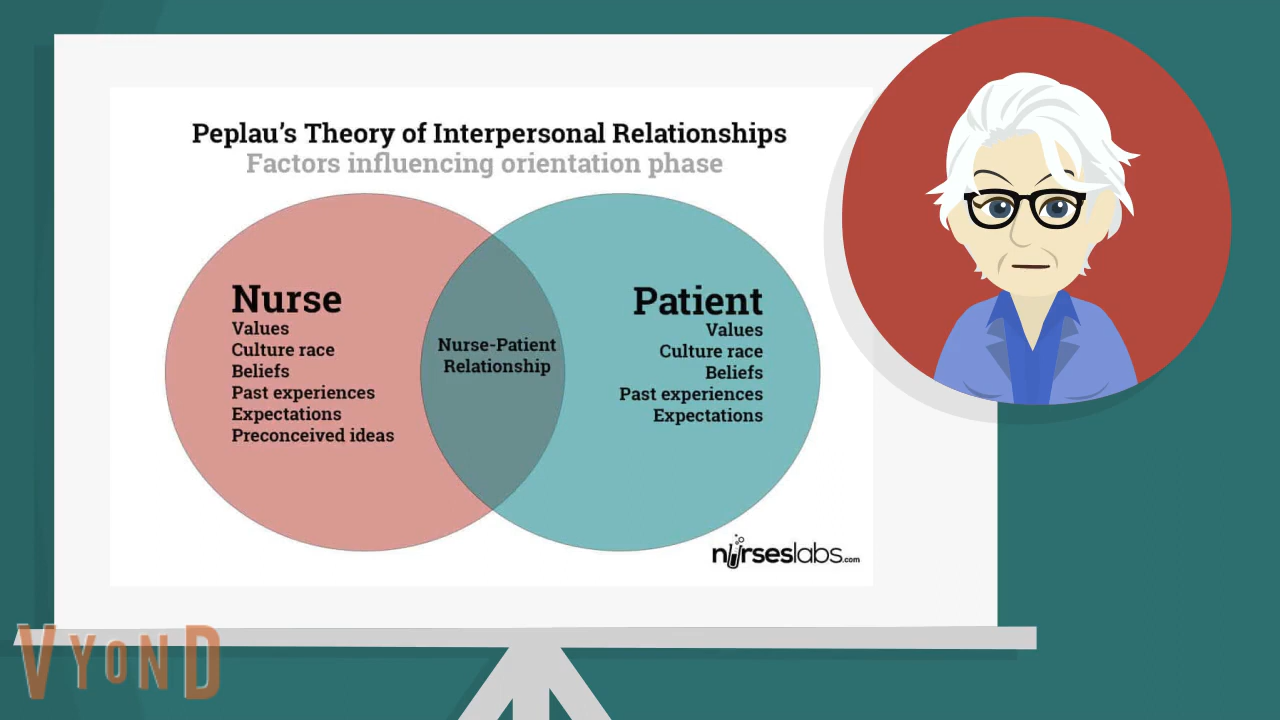 Peplau's Theory of Interpersonal Relationships
Factors influencing orientation phase
Nurse
Values
Culture race
Beliefs
Past experiences
Expectations
Preconceived ideas
Nurse-Patient
Relationship
Patient
Values
Culture race
Beliefs
Past experiences
Expectations
nurseslabs.com
VYOND